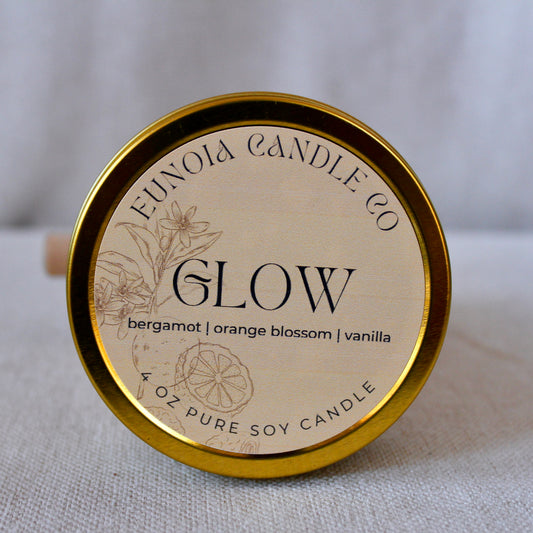 EUNOIA CANDLE CO
GLOW
bergamot | orange blossom | vanilla
4 OZ PURE SOY CANDLE